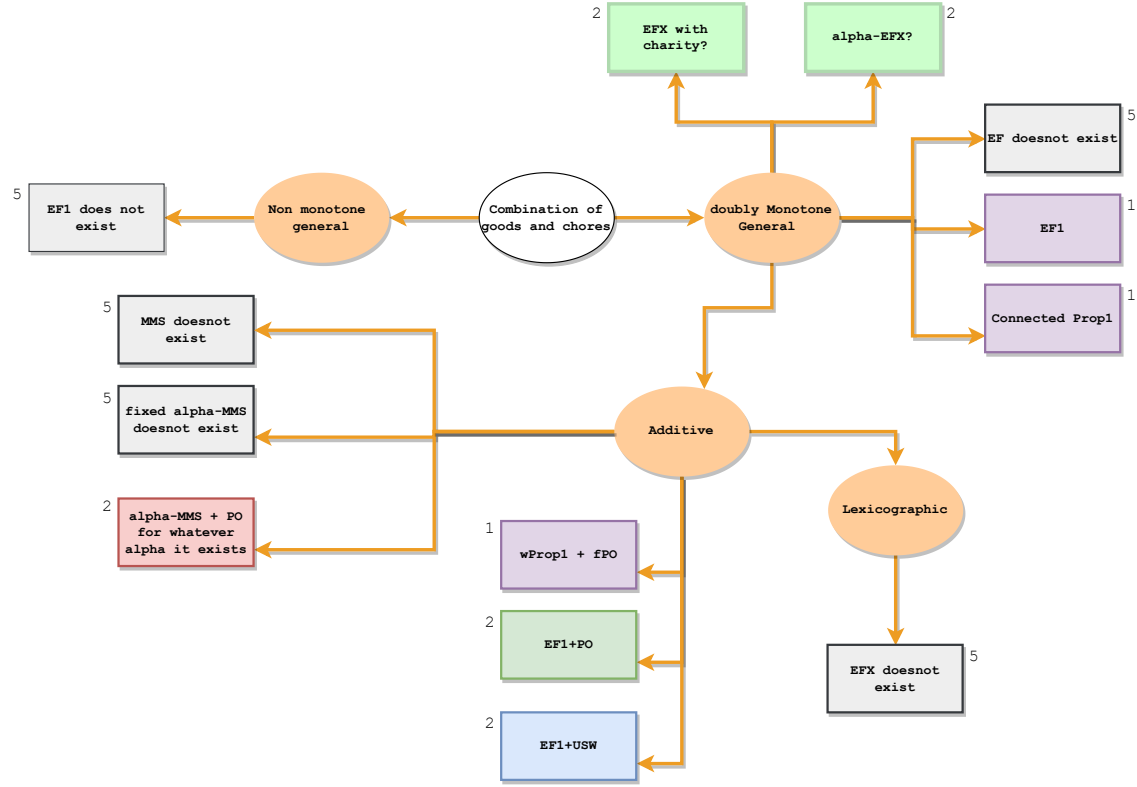 2
EFX with
charity?
2
alpha-EFX?
5
EF doesnot exist
5
EF1 does not
exist
Non monotone
general
Combination of
goods and chores
doubly Monotone
General
1
EF1
1
Connected Prop1
5
MMS doesnot
exist
5
fixed alpha-MMS
doesnot exist
Additive
2
alpha-MMS + PO
for whatever
alpha it exists
Lexicographic
1
wProp1 + fPO
2
EF1+PO
5
EFX doesnot
exist
2
EF1+USW